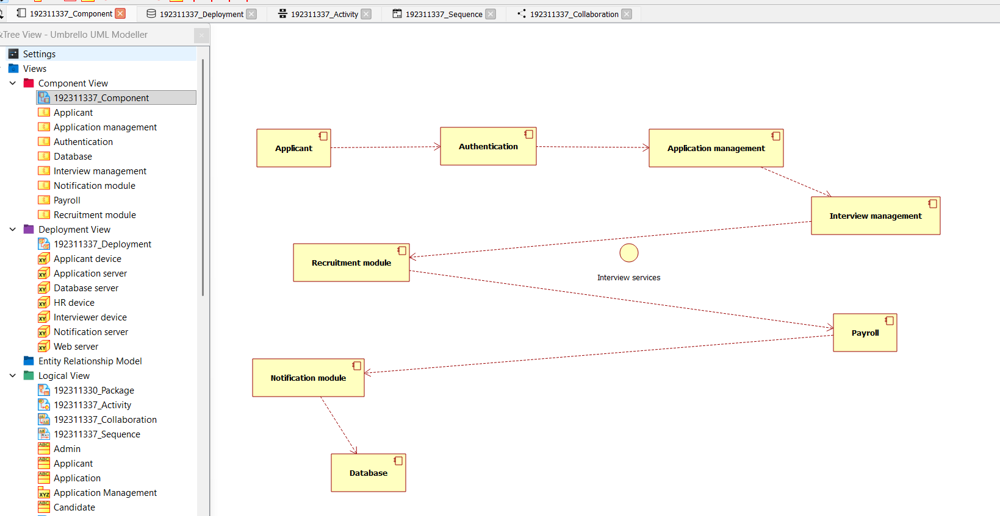 192311337_Component
192311337_Deployment
192311337_Activity
192311337_Sequence
192311337_Collaboration
&Tree View - Umbrello UML Modeller
Settings
Views
Component View
192311337_Component
Applicant
Application management
Authentication
Database
Interview management
Notification module
Payroll
Recruitment module
Deployment View
192311337_Deployment
Applicant device
Application server
Database server
HR device
Interviewer device
Notification server
Web server
Entity Relationship Model
Logical View
192311330_Package
192311337_Activity
192311337_Collaboration
192311337_Sequence
Admin
Applicant
Application
Application Management
Candidate
Applicant
Authentication
Application management
Interview management
Recruitment module
Interview services
Payroll
Notification module
Database